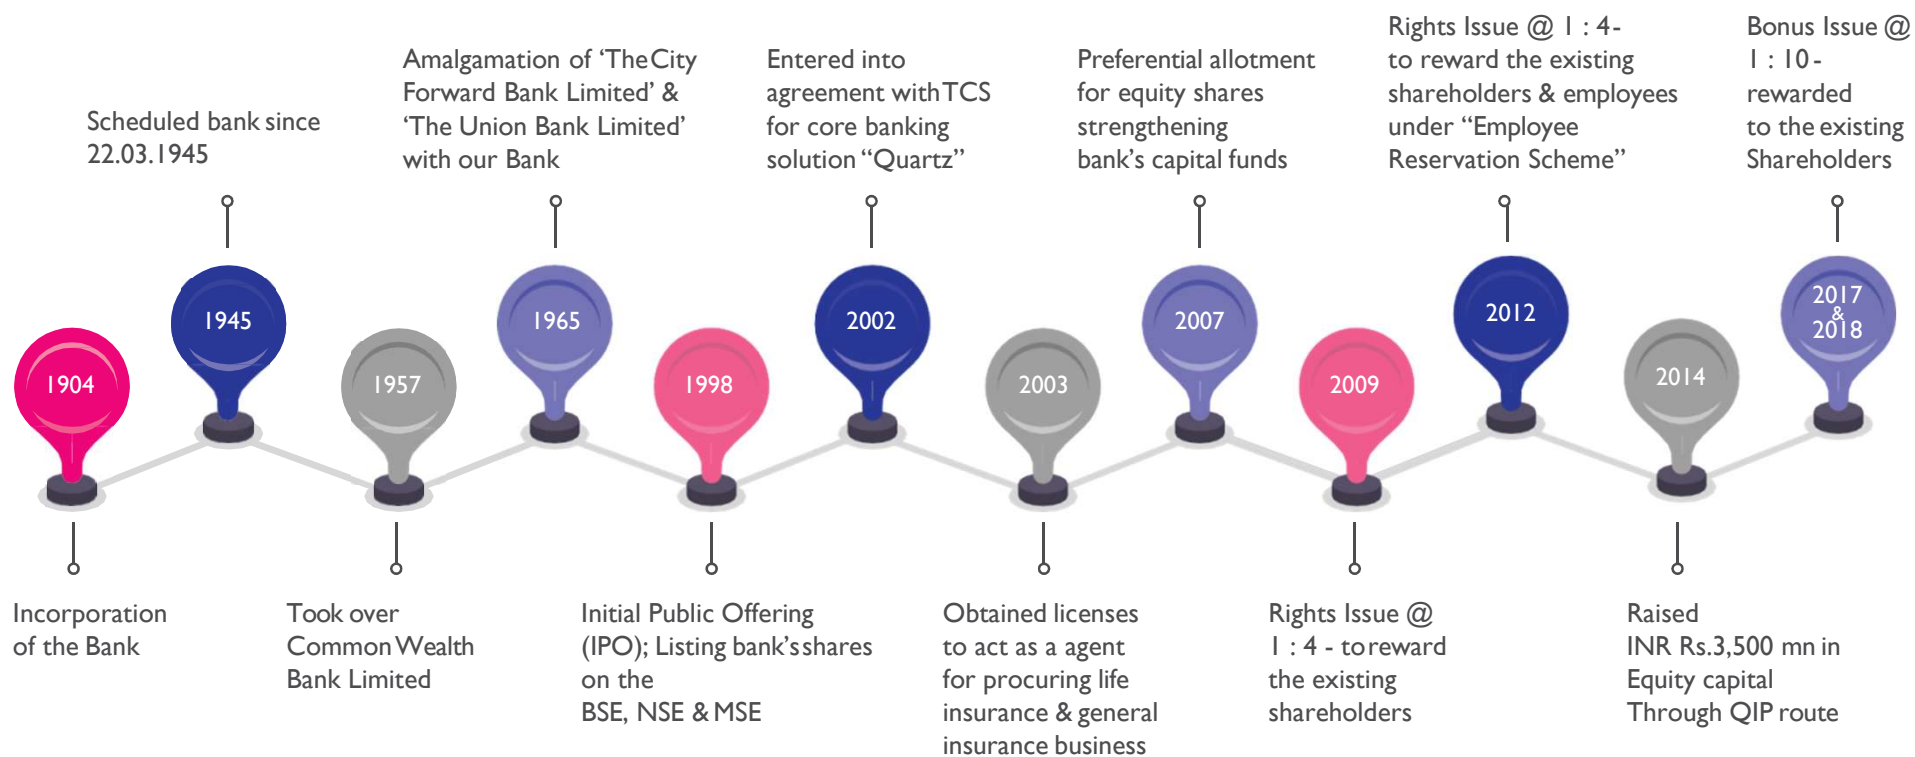 Rights Issue @ 1 : 4-
to reward the existing
shareholders & employees
under “Employee
Reservation Scheme”
Bonus Issue @
1 : 10 -
rewarded
to the existing
Shareholders
Amalgamation of ‘The City
Forward Bank Limited’ &
‘The Union Bank Limited’
with our Bank
Entered into
agreement with TCS
for core banking
solution “Quartz”
Preferential allotment
for equity shares
strengthening
bank’s capital funds
Scheduled bank since
22.03.1945
1904
1945
1957
1965
1998
2002
2003
2007
2009
2012
2014
2017
&
2018
Incorporation
of the Bank
Took over
Common Wealth
Bank Limited
Initial Public Offering
(IPO); Listing bank’s shares
on the
BSE, NSE & MSE
Obtained licenses
to act as a agent
for procuring life
insurance & general
insurance business
Rights Issue @
1 : 4 - to reward
the existing
shareholders
Raised
INR Rs.3,500 mn in
Equity capital
Through QIP route